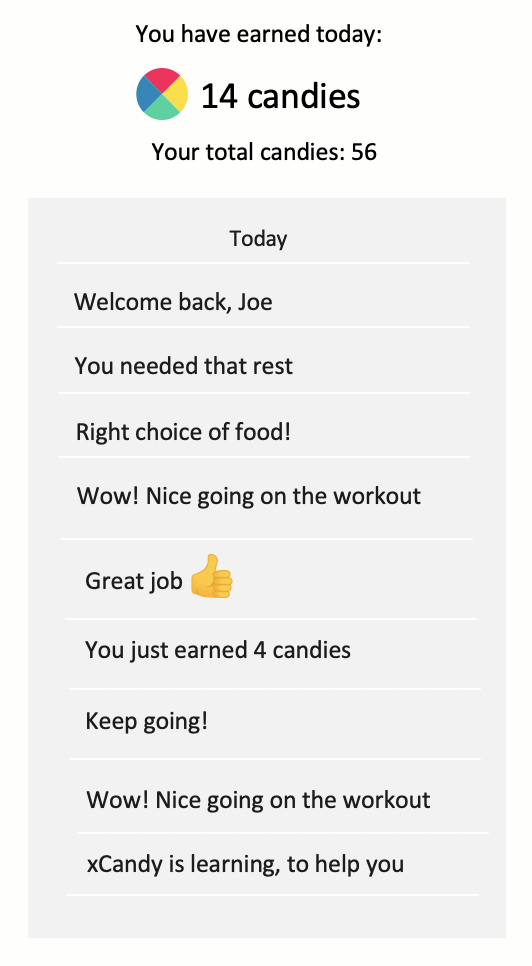 You have earned today:
14 candies
Your total candies: 56
Today
Welcome back, Joe
You needed that rest
Right choice of food!
Wow! Nice going on the workout
Great job 👍
You just earned 4 candies
Keep going!
Wow! Nice going on the workout
xCandy is learning, to help you